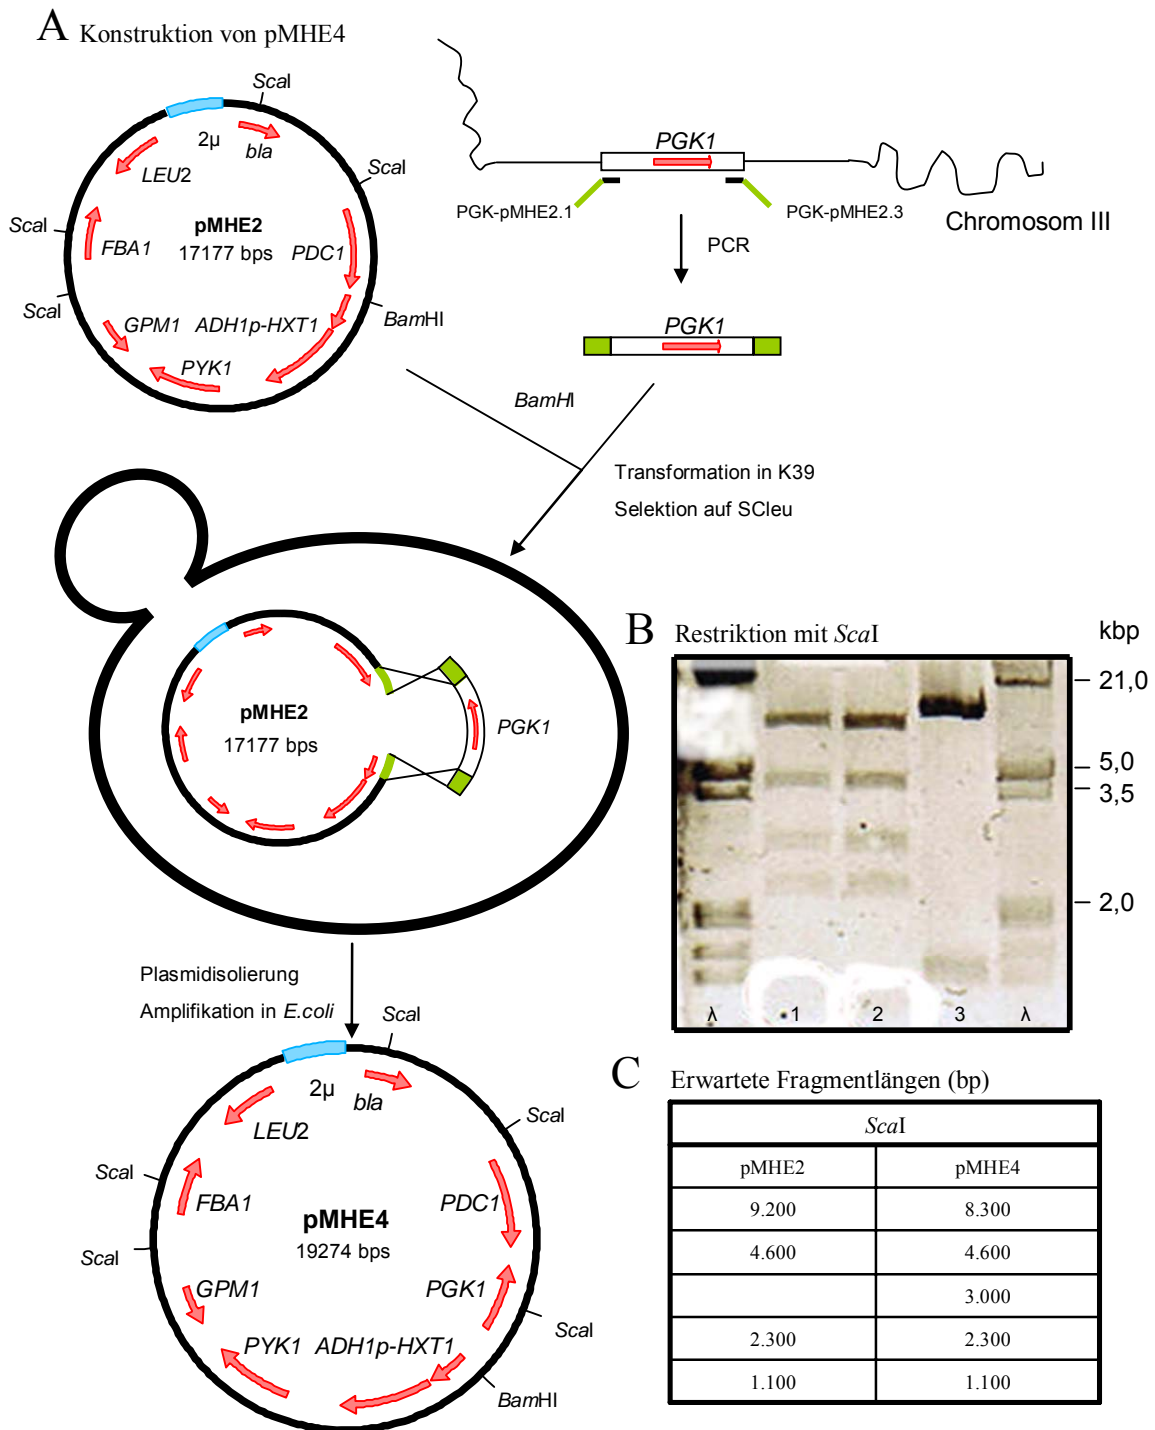 A Konstruktion von pMHE4
ScaI
2µ
bla
LEU2
ScaI
ScaI
FBA1
pMHE2
17177 bps
PDC1
ScaI
GPM1
ADH1p-HXT1
BamHI
PYK1
PGK1
PGK-pMHE2.1
PGK-pMHE2.3
Chromosom III
PCR
PGK1
BamHI
Transformation in K39
Selektion auf SCleu
pMHE2
17177 bps
PGK1
Plasmidisolierung
Amplifikation in E.coli
ScaI
2µ
bla
LEU2
ScaI
ScaI
FBA1
PDC1
pMHE4
19274 bps
ScaI
GPM1
PGK1
ScaI
PYK1
ADH1p-HXT1
BamHI
B Restriktion mit ScaI
kbp
21,0
5,0
3,5
2,0
λ 1 2 3 λ
C Erwartete Fragmentlängen (bp)
ScaI
pMHE2 pMHE4
9.200 8.300
4.600 4.600
3.000
2.300 2.300
1.100 1.100